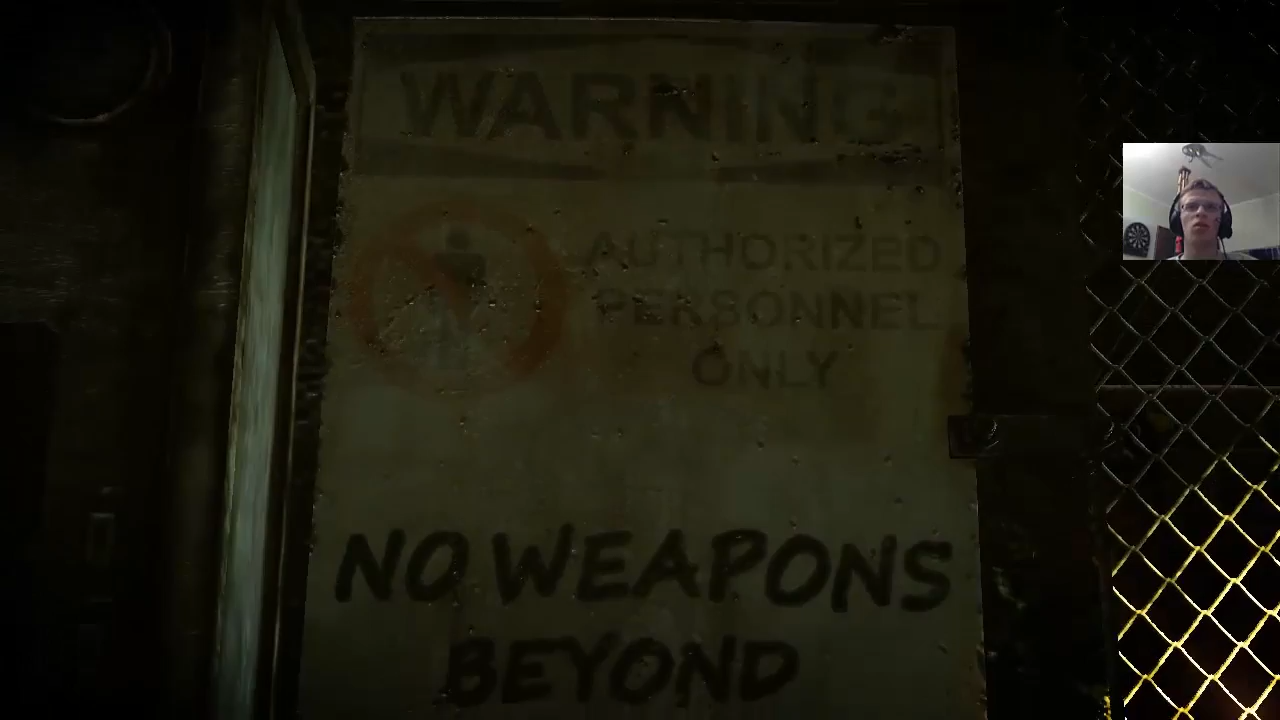 WARNING
AUTHORIZED
PERSONNEL
ONLY
NO WEAPONS
BEYOND